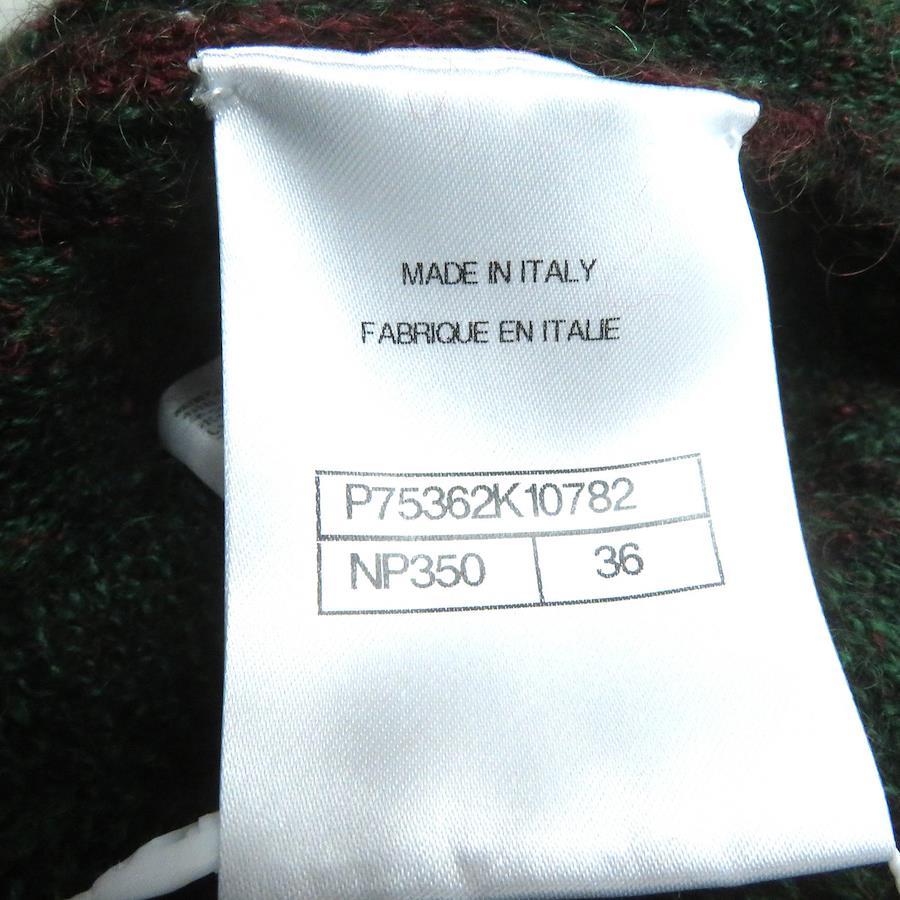 MADE IN ITALY
FABRIQUE EN ITALIE
P75362K10782
NP350 36